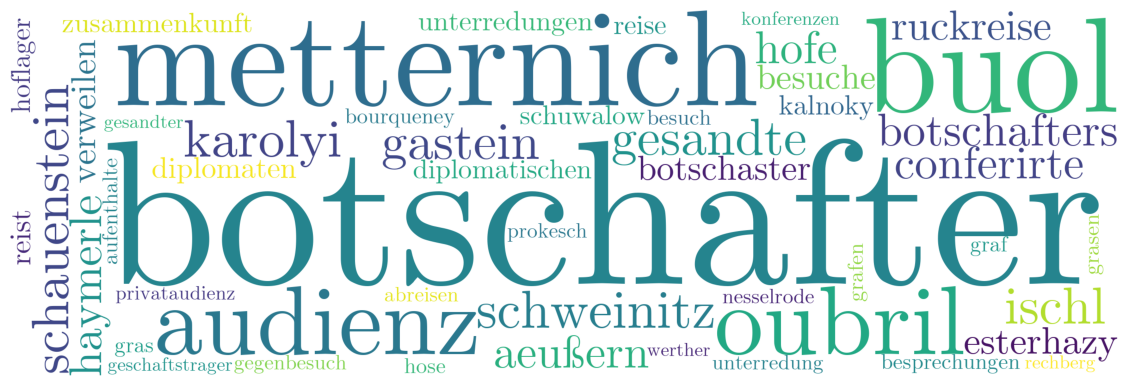 hoflager
zusammenkunft
metternich
unterredungen
reise
konferenzen
hofe
ruckreise
buol
besuche
kalnoky
schauenstein
verweilen
gesandter
karolyi
bourqueney
gastein
schuwalow
besuch
gesandte
botschafters
diplomaten
diplomatischen
botschaster
conferirte
botschafter
aufenthalte
reist
haymerle
prokesch
graf
grafen
grasen
privataudienz
audienz
abreisen
schweinitz
nesselrode
oubril
ischl
gras
aeußern
werther
esterhazy
geschaftstrager
gegenbesuch
hose
unterredung
besprechungen
rechberg